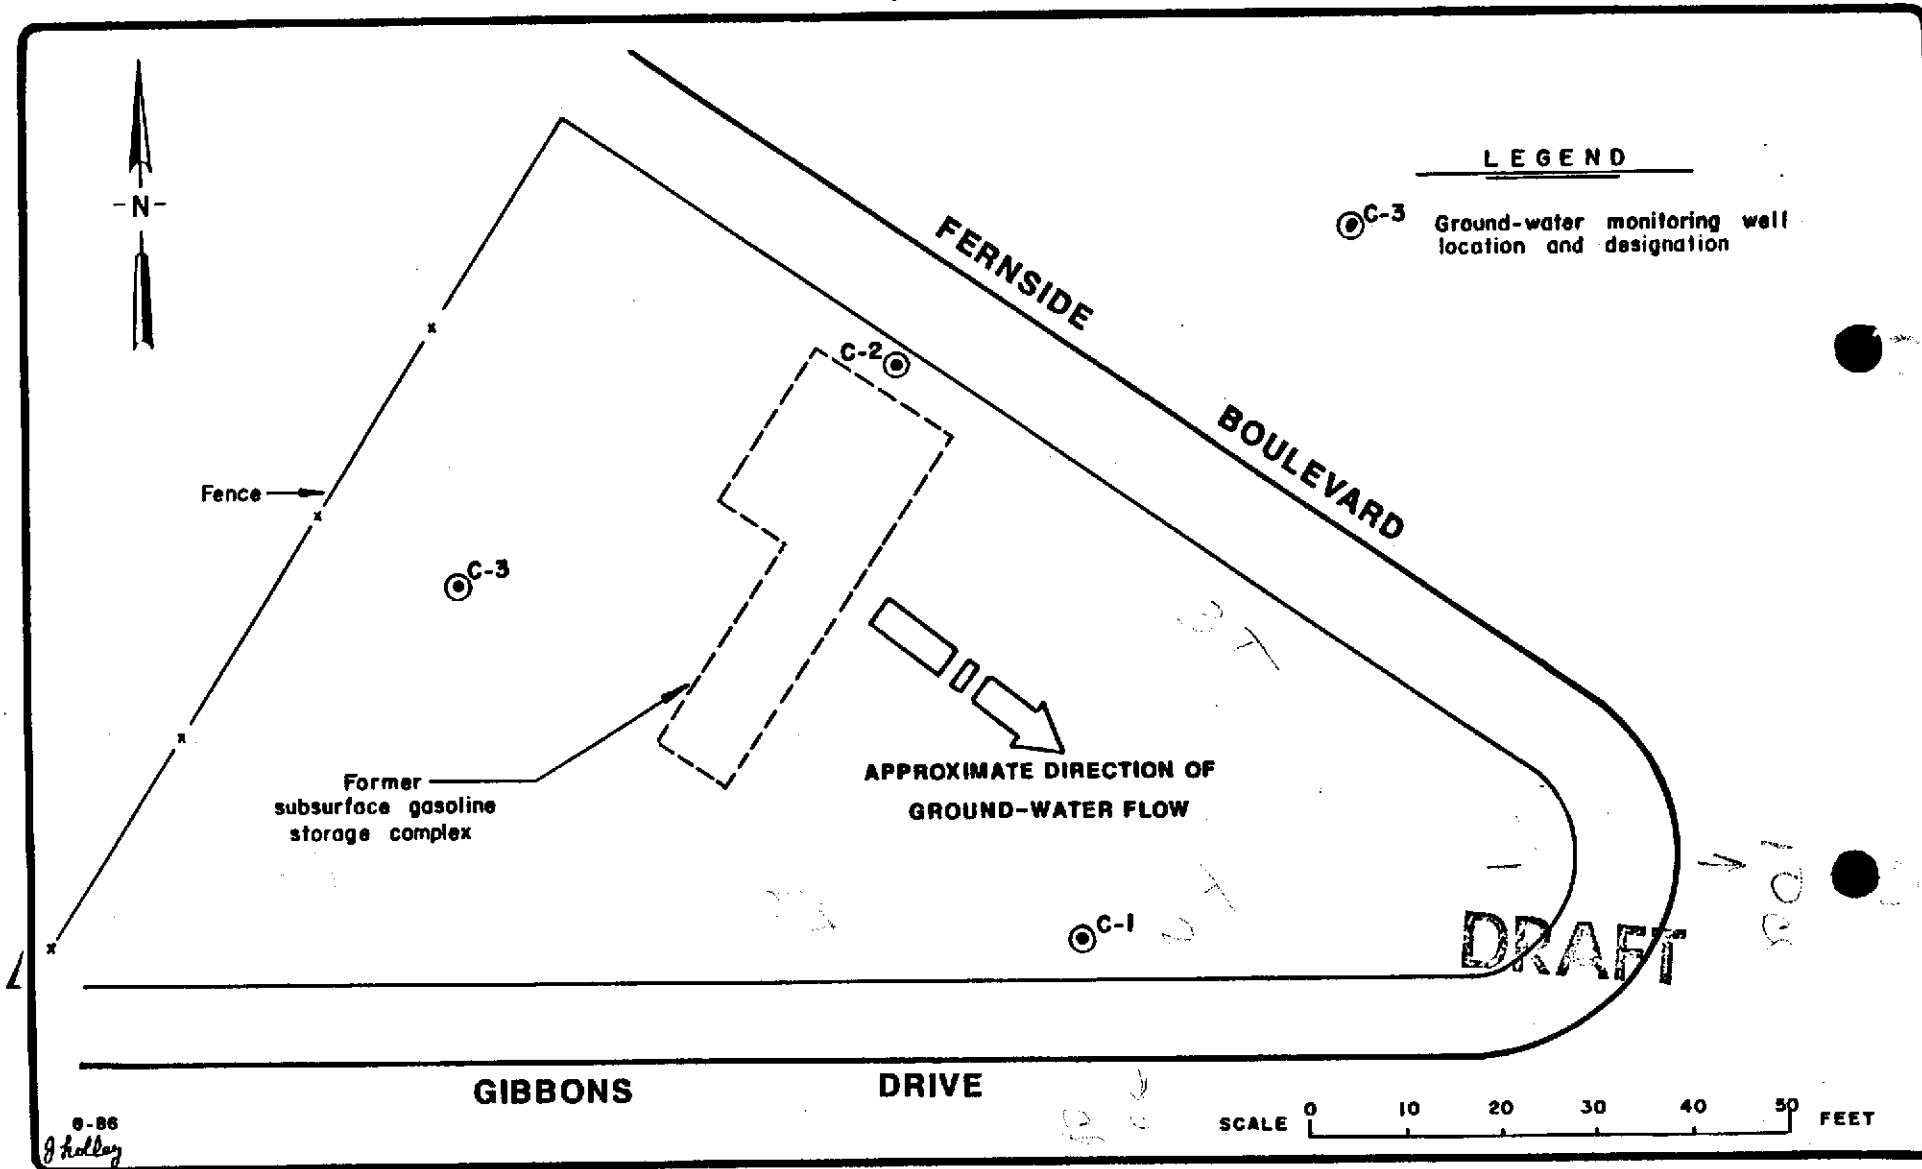 -N-
LEGEND
C-3 Ground-water monitoring well
location and designation
FERNSIDE
BOULEVARD
C-2
Fence
C-3
Former
subsurface gasoline
storage complex
APPROXIMATE DIRECTION OF
GROUND-WATER FLOW
C-1
DRAFT
GIBBONS DRIVE
8-86
J holley
SCALE 0 10 20 30 40 50 FEET